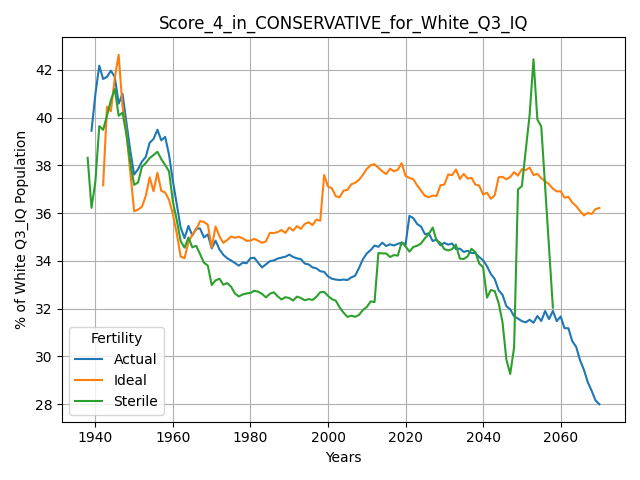 Score_4_in_CONSERVATIVE_for_White_Q3_IQ
% of White Q3_IQ Population
42
40
38
36
34
32
30
28
Fertility
Actual
Ideal
Sterile
1940
1960
1980
2000
2020
2040
2060
Years